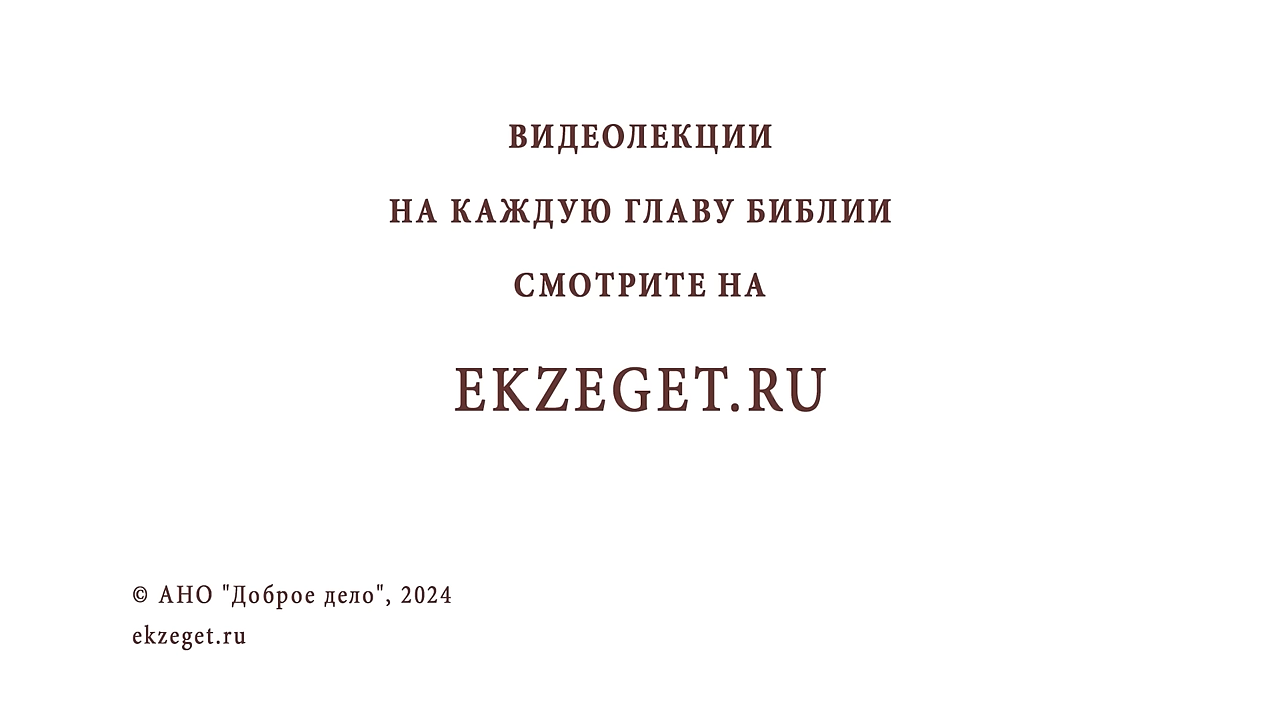 ВИДЕОЛЕКЦИИ
НА КАЖДУЮ ГЛАВУ БИБЛИИ
СМОТРИТЕ НА
EKZEGET.RU
© АНО "Доброе дело", 2024
ekzeget.ru